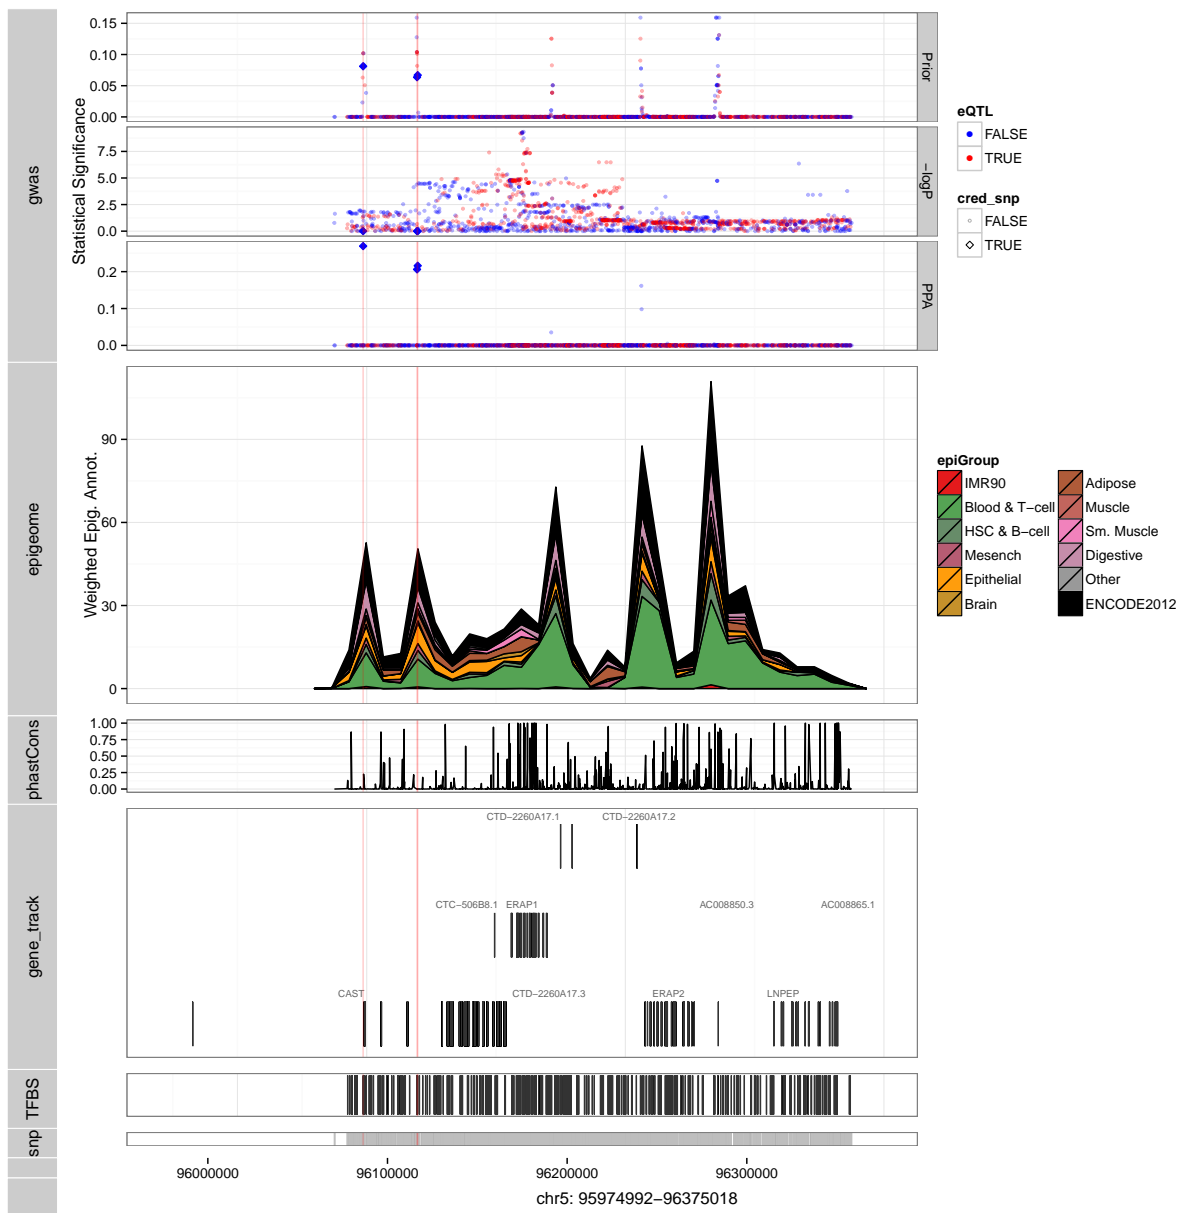 gwas
Statistical Significance
0.15
0.10
0.05
0.00
Prior
7.5
5.0
2.5
0.0
−logP
0.2
0.1
0.0
PPA
eQTL
FALSE
TRUE
cred_snp
FALSE
TRUE
epigeome
Weighted Epig. Annot.
90
60
30
0
epiGroup
IMR90
Blood & T−cell
HSC & B−cell
Mesench
Epithelial
Brain
Adipose
Muscle
Sm. Muscle
Digestive
Other
ENCODE2012
phastCons
1.00
0.75
0.50
0.25
0.00
gene_track
CTD−2260A17.1
CTD−2260A17.2
CTC−506B8.1
ERAP1
AC008850.3
AC008865.1
CAST
CTD−2260A17.3
ERAP2
LNPEP
TFBS
snp
96000000
96100000
96200000
96300000
chr5: 95974992−96375018